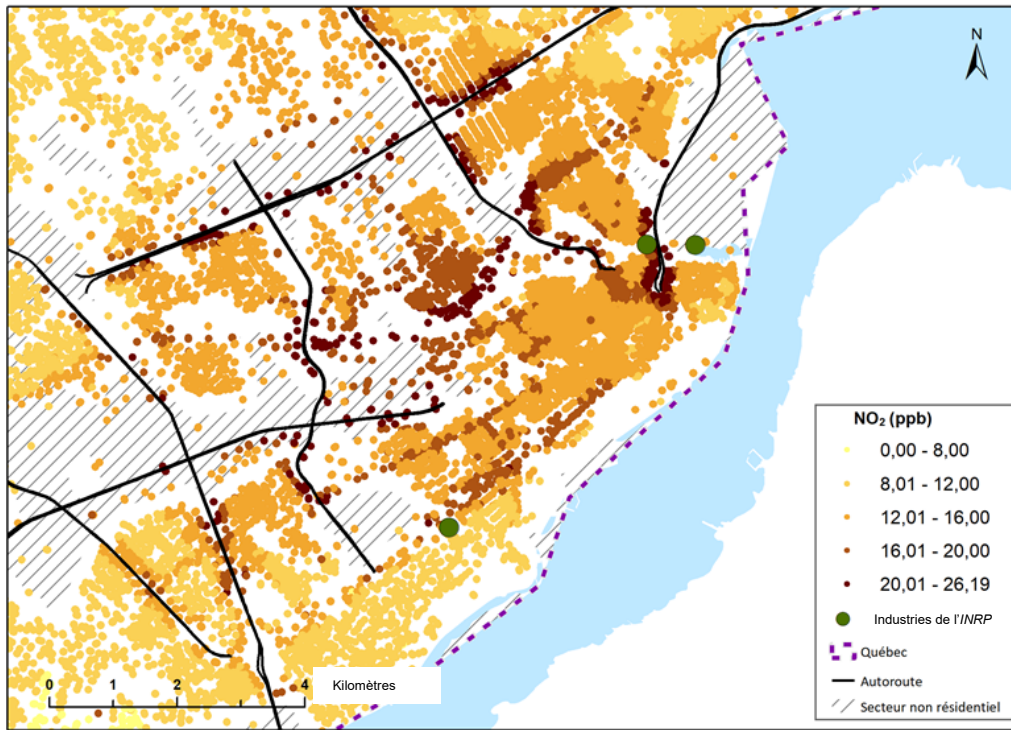 N
NO₂ (ppb)
0,00 - 8,00
8,01 - 12,00
12,01 - 16,00
16,01 - 20,00
20,01 - 26,19
Industries de l'INRP
Québec
Autoroute
Secteur non résidentiel
0 1 2 4 Kilomètres